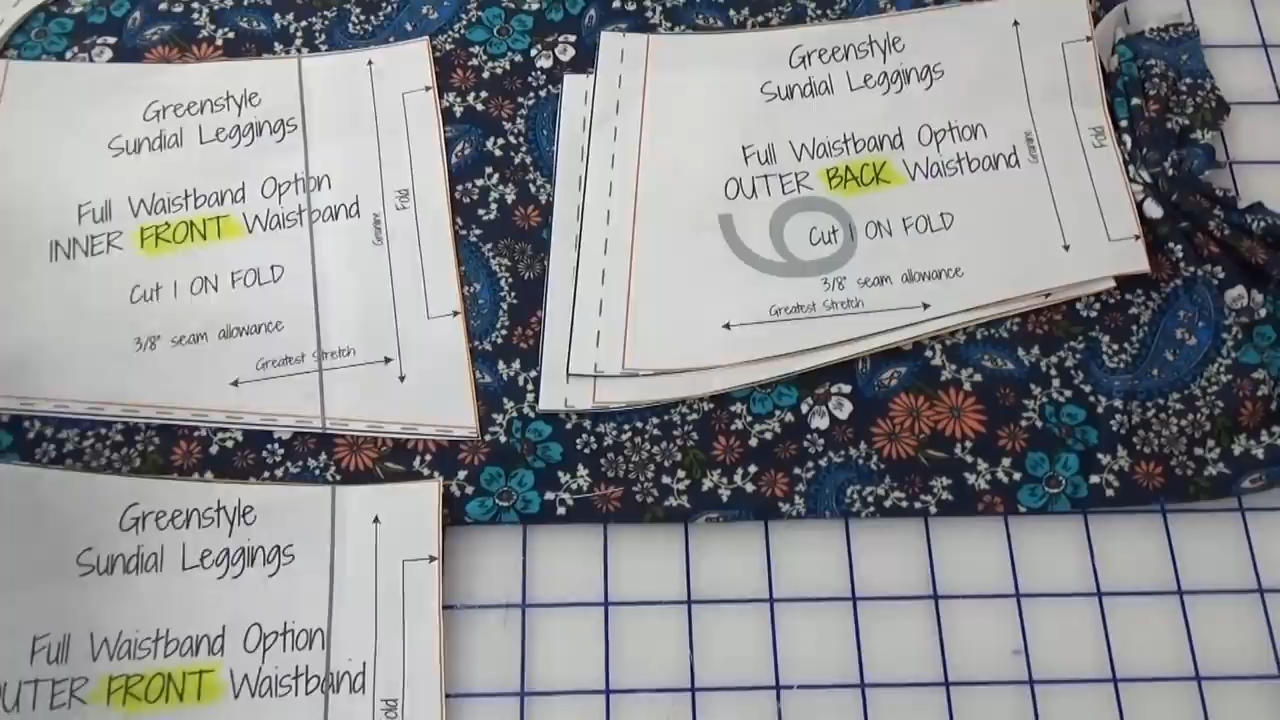 Greenstyle
Sundial Leggings
Full Waistband Option
INNER FRONT Waistband
Cut 1 ON FOLD
3/8" seam allowance
Greatest Stretch
Grainline
Fold
Greenstyle
Sundial Leggings
Full Waistband Option
OUTER BACK Waistband
6
Cut 1 ON FOLD
3/8" seam allowance
Greatest Stretch
Grainline
Fold
Greenstyle
Sundial Leggings
Full Waistband Option
OUTER FRONT Waistband
Fold